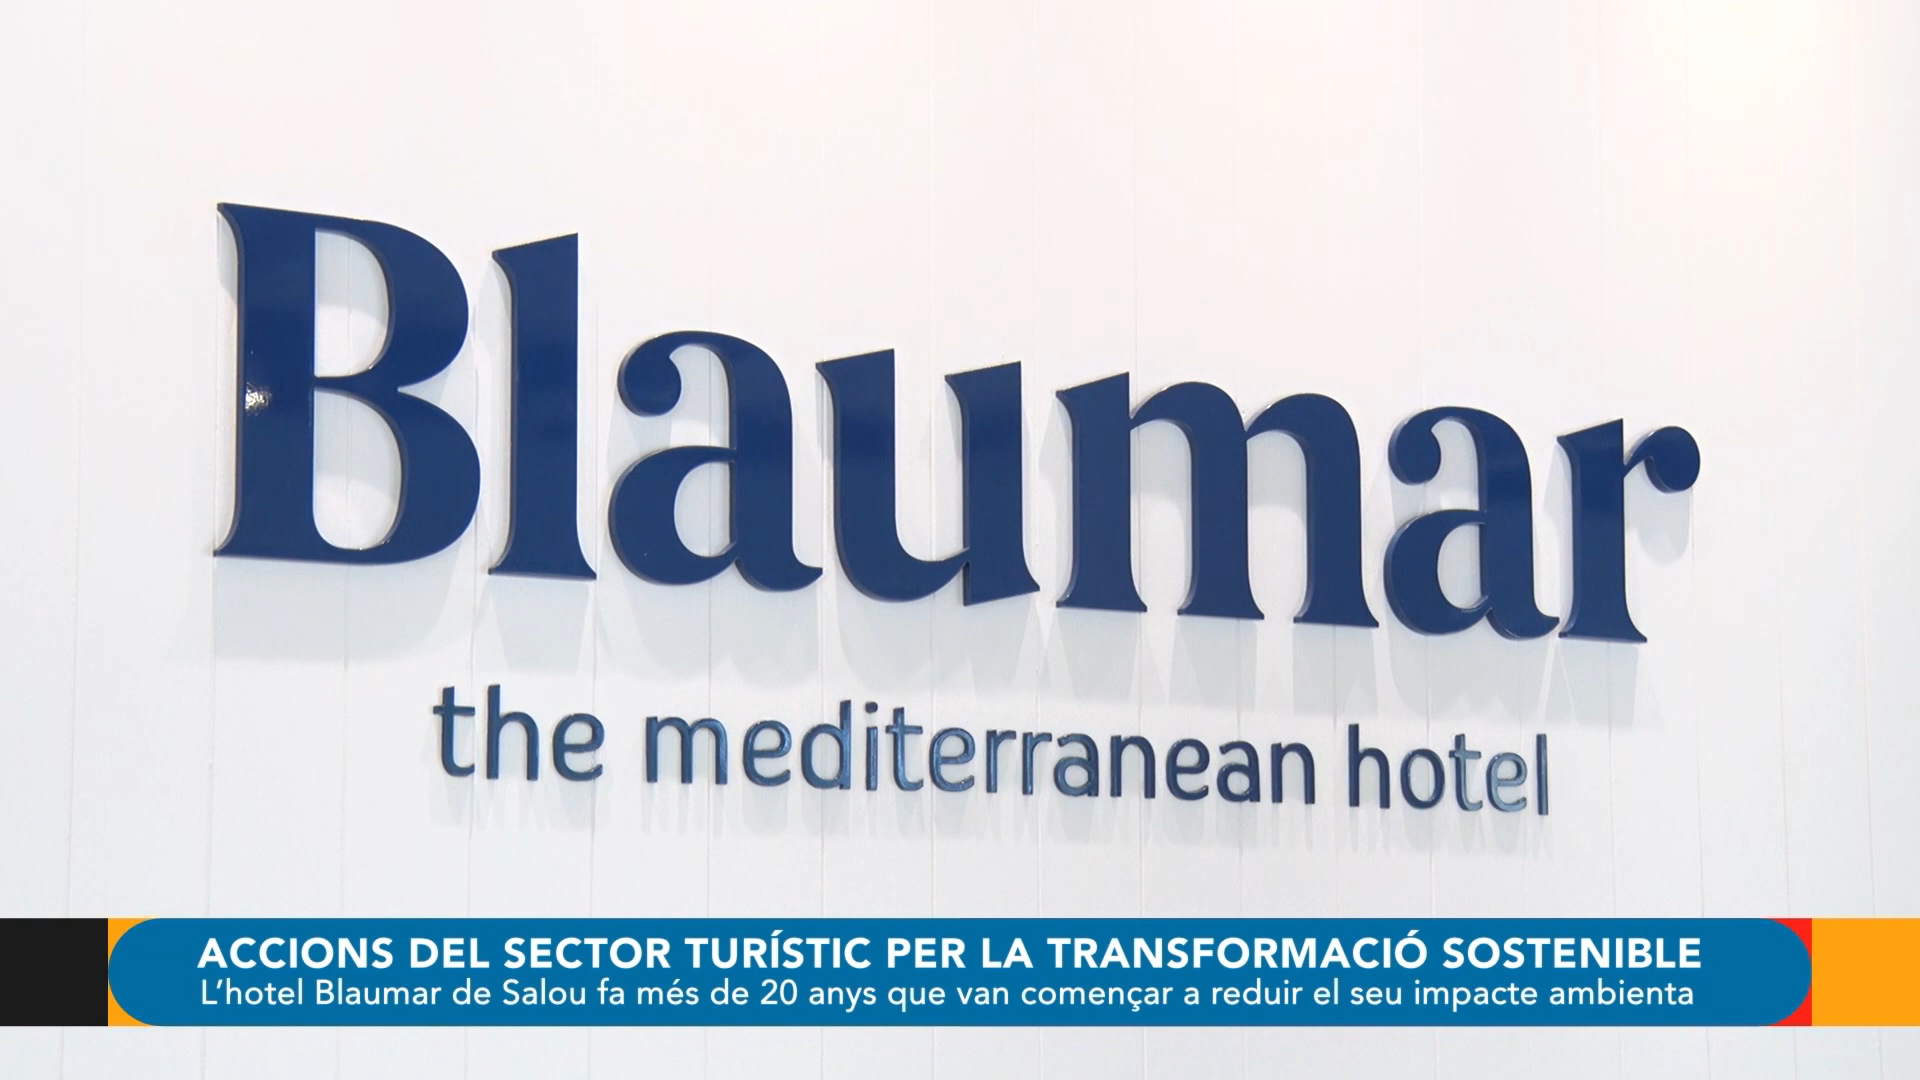 Blaumar
the mediterranean hotel
ACCIONS DEL SECTOR TURÍSTIC PER LA TRANSFORMACIÓ SOSTENIBLE
L’hotel Blaumar de Salou fa més de 20 anys que van començar a reduir el seu impacte ambienta